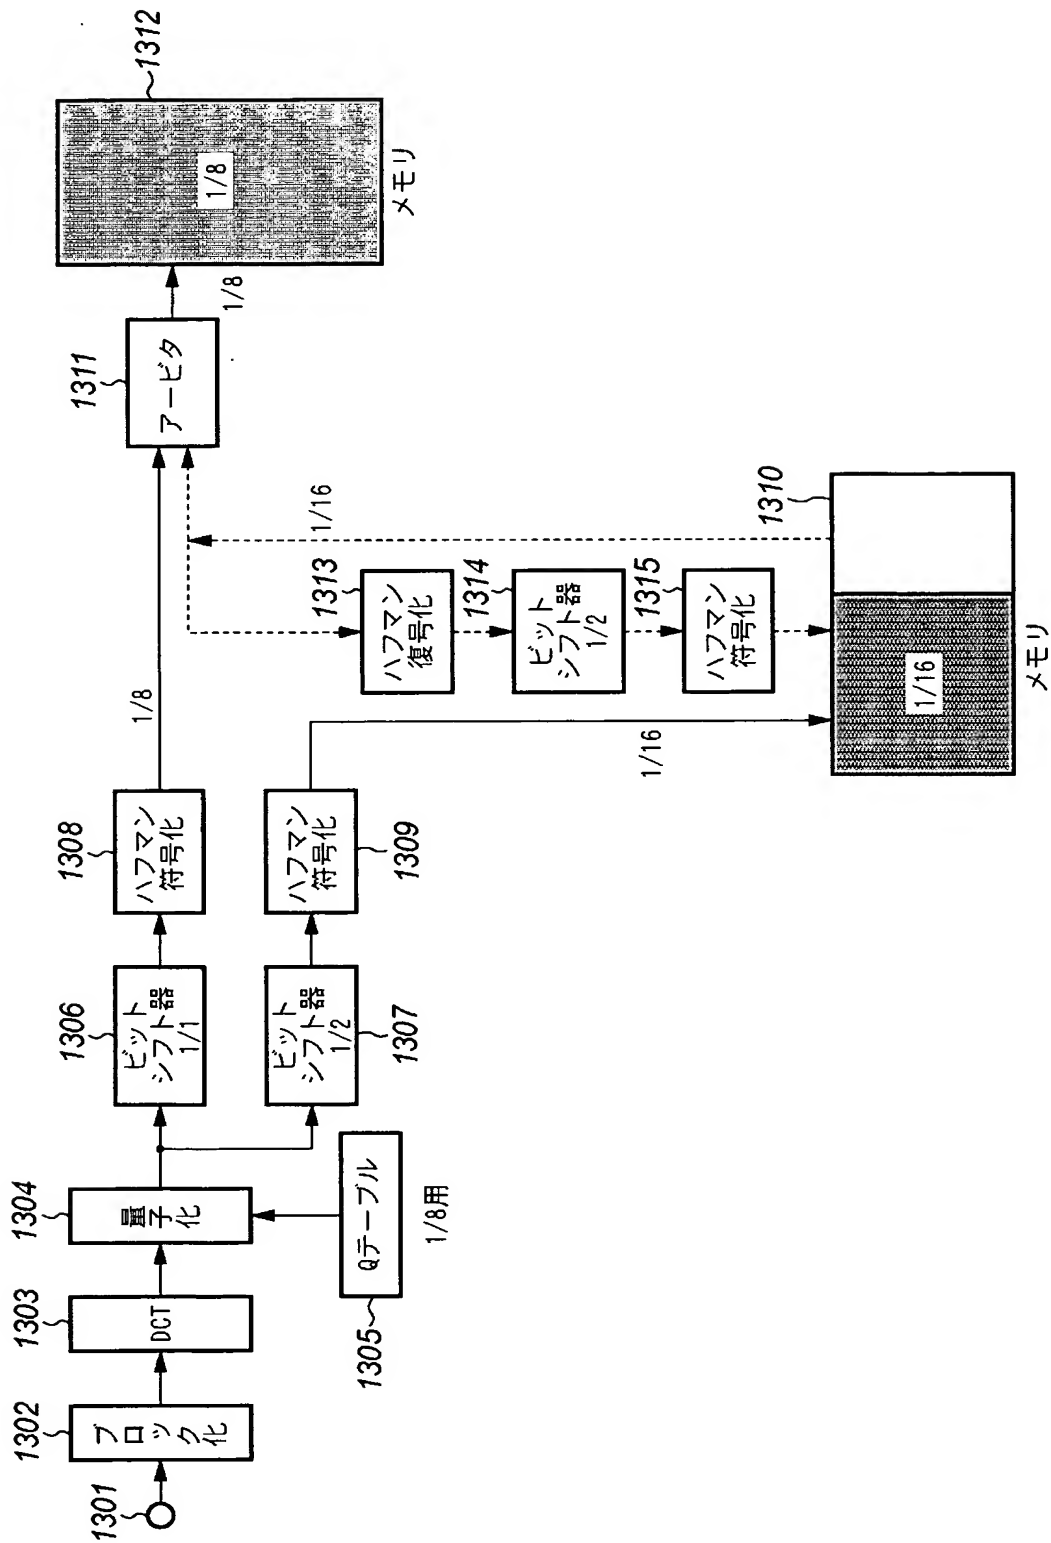 1301
1302
ブロック化
1303
DCT
1304
量子化
1305
Qテーブル
1/8用
1306
ビット
シフト器
1/1
1307
ビット
シフト器
1/2
1308
ハフマン
符号化
1309
ハフマン
符号化
1/8
1/16
1313
ハフマン
復号化
1314
ビット
シフト器
1/2
1315
ハフマン
符号化
1/16
1310
1/16
メモリ
1311
アービタ
1/8
1312
1/8
メモリ